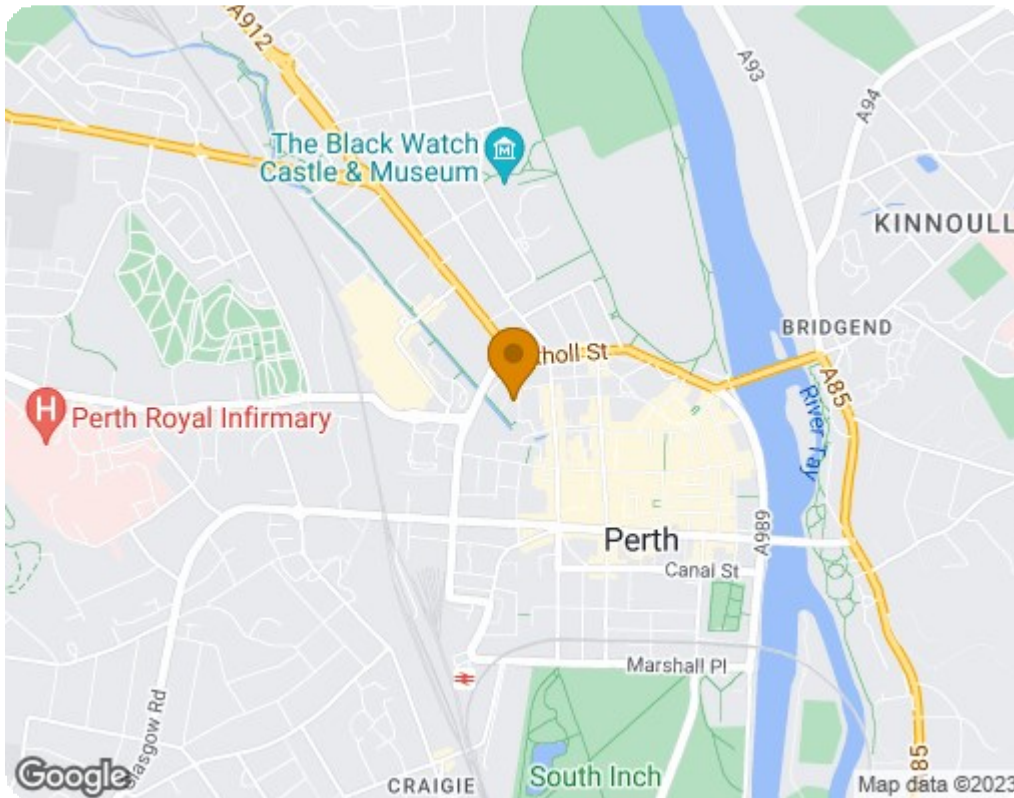 A912
A93
A94
The Black Watch
Castle & Museum
KINNOULL
BRIDGEND
tholl St
A85
Perth Royal Infirmary
River Tay
Perth
A989
Canal St
Marshall Pl
Glasgow Rd
A85
South Inch
CRAIGIE
Google
Map data ©2023
H
M